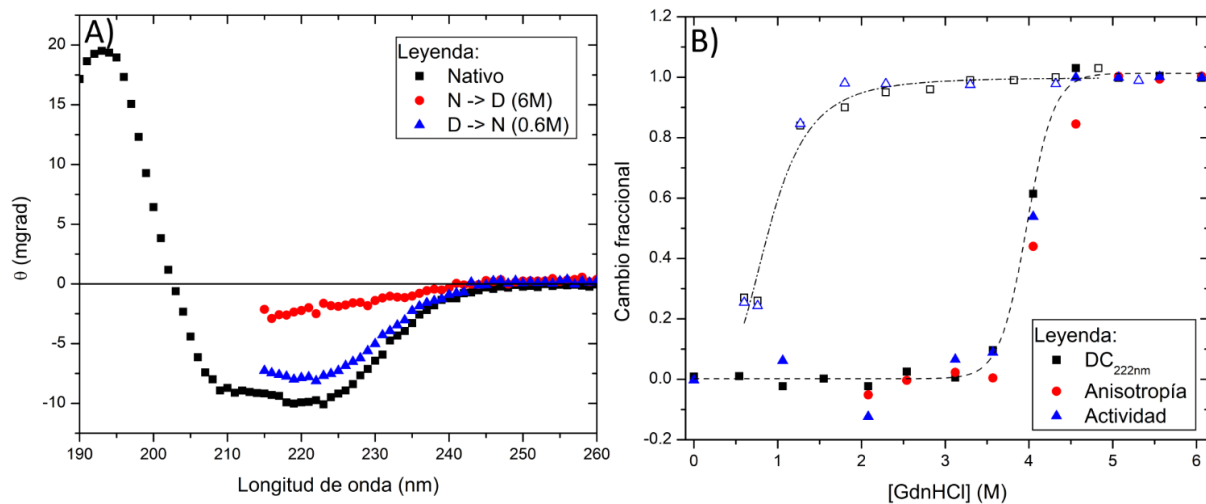 A)
Leyenda:
Nativo
N -> D (6M)
D -> N (0.6M)
20
15
10
5
0
-5
-10
θ (mgrad)
190 200 210 220 230 240 250 260
Longitud de onda (nm)
B)
1.2
1.0
0.8
0.6
0.4
0.2
0.0
-0.2
Cambio fraccional
Leyenda:
DC222nm
Anisotropía
Actividad
0 1 2 3 4 5 6
[GdnHCl] (M)